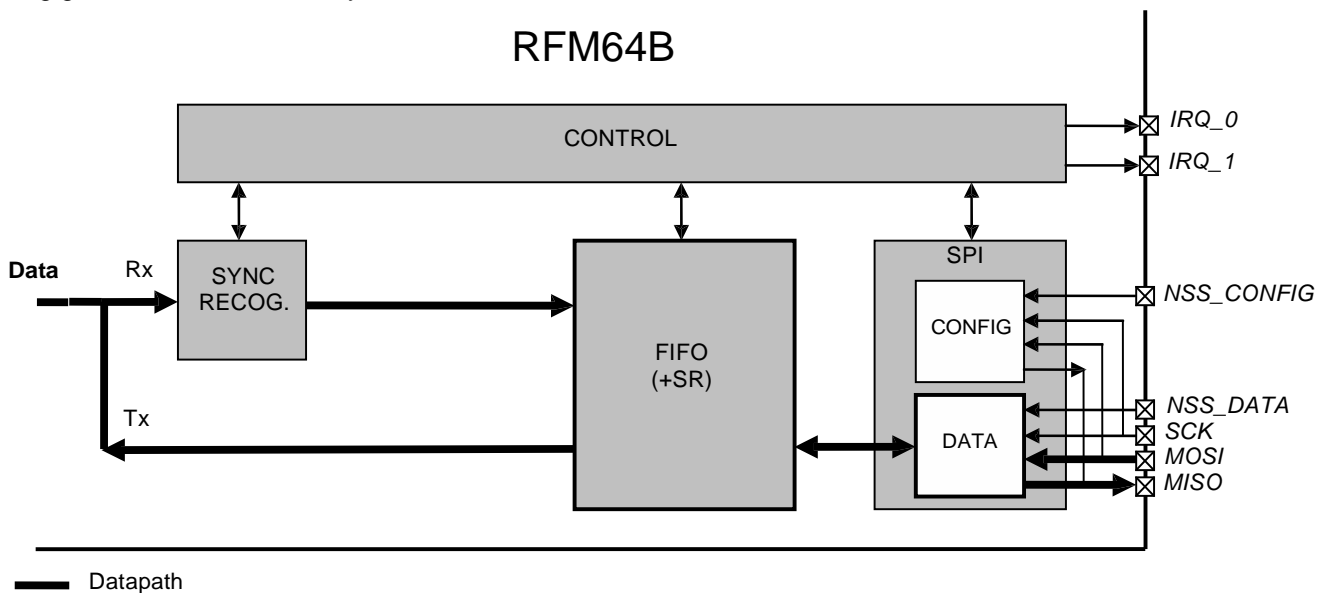 RFM64B
CONTROL
IRQ_0
IRQ_1
Data
Rx
SYNC
RECOG.
SPI
NSS_CONFIG
CONFIG
FIFO
(+SR)
Tx
NSS_DATA
SCK
DATA
MOSI
MISO
Datapath